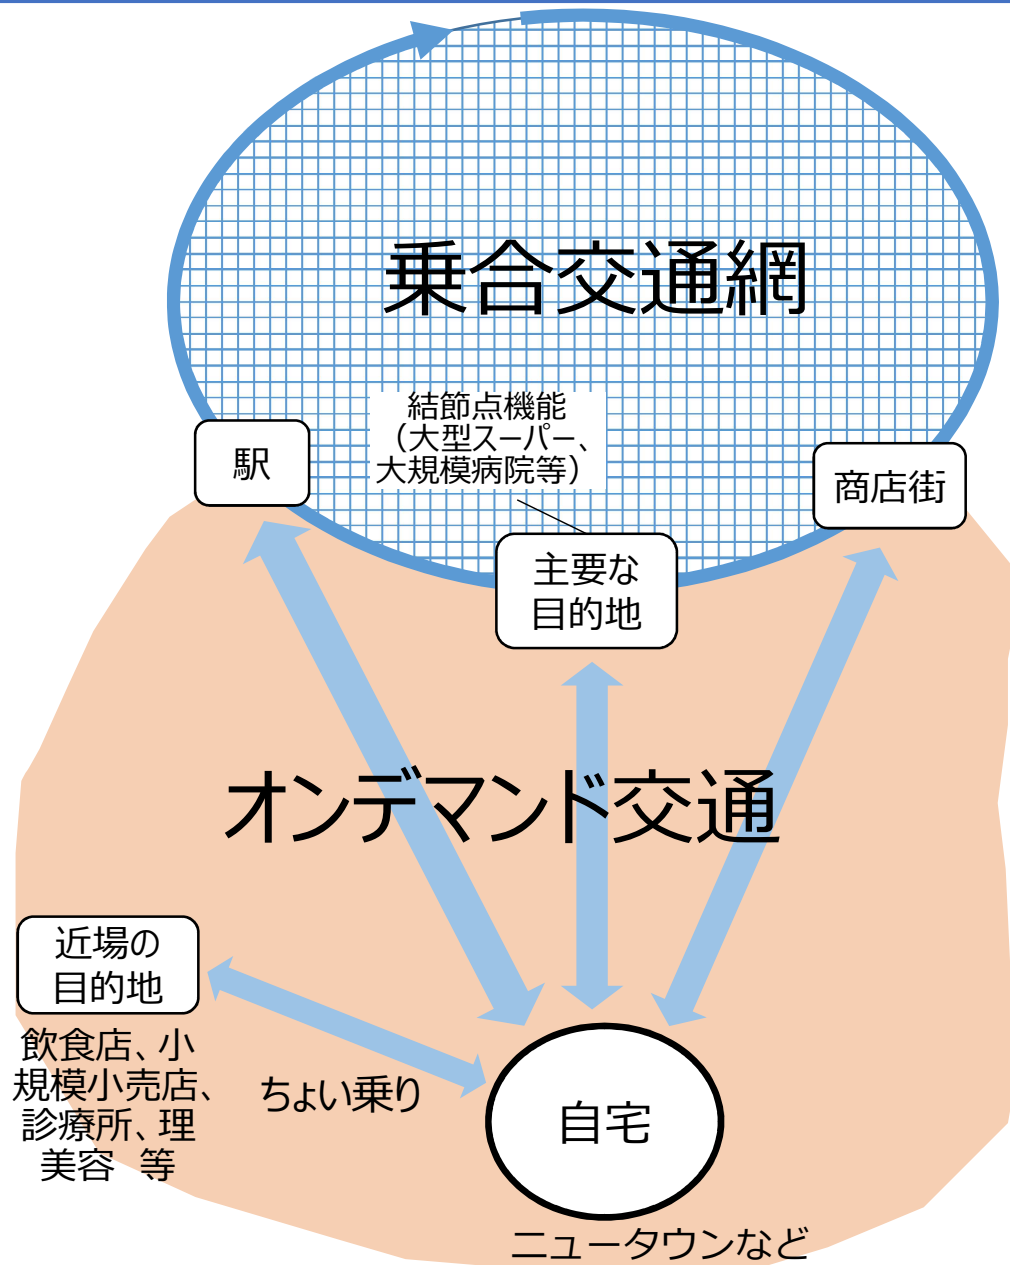 乗合交通網
結節点機能
（大型スーパー、
大規模病院等）
駅
商店街
主要な
目的地
オンデマンド交通
近場の
目的地
飲食店、小
規模小売店、
診療所、理
美容　等
ちょい乗り
自宅
ニュータウンなど